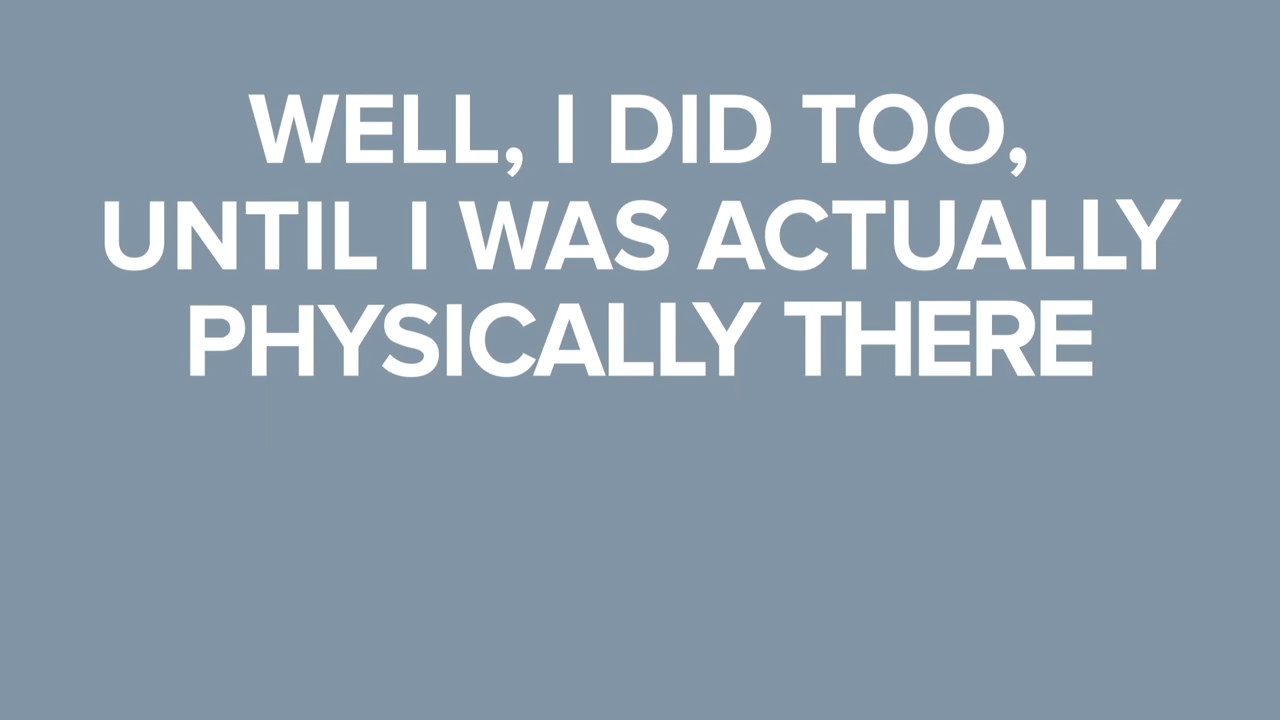 WELL, I DID TOO,
UNTIL I WAS ACTUALLY
PHYSICALLY THERE